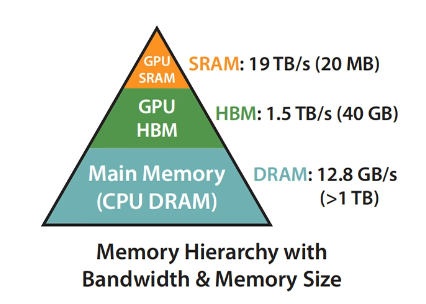 GPU
SRAM
SRAM: 19 TB/s (20 MB)
GPU
HBM
HBM: 1.5 TB/s (40 GB)
Main Memory
(CPU DRAM)
DRAM: 12.8 GB/s
(>1 TB)
Memory Hierarchy with
Bandwidth & Memory Size